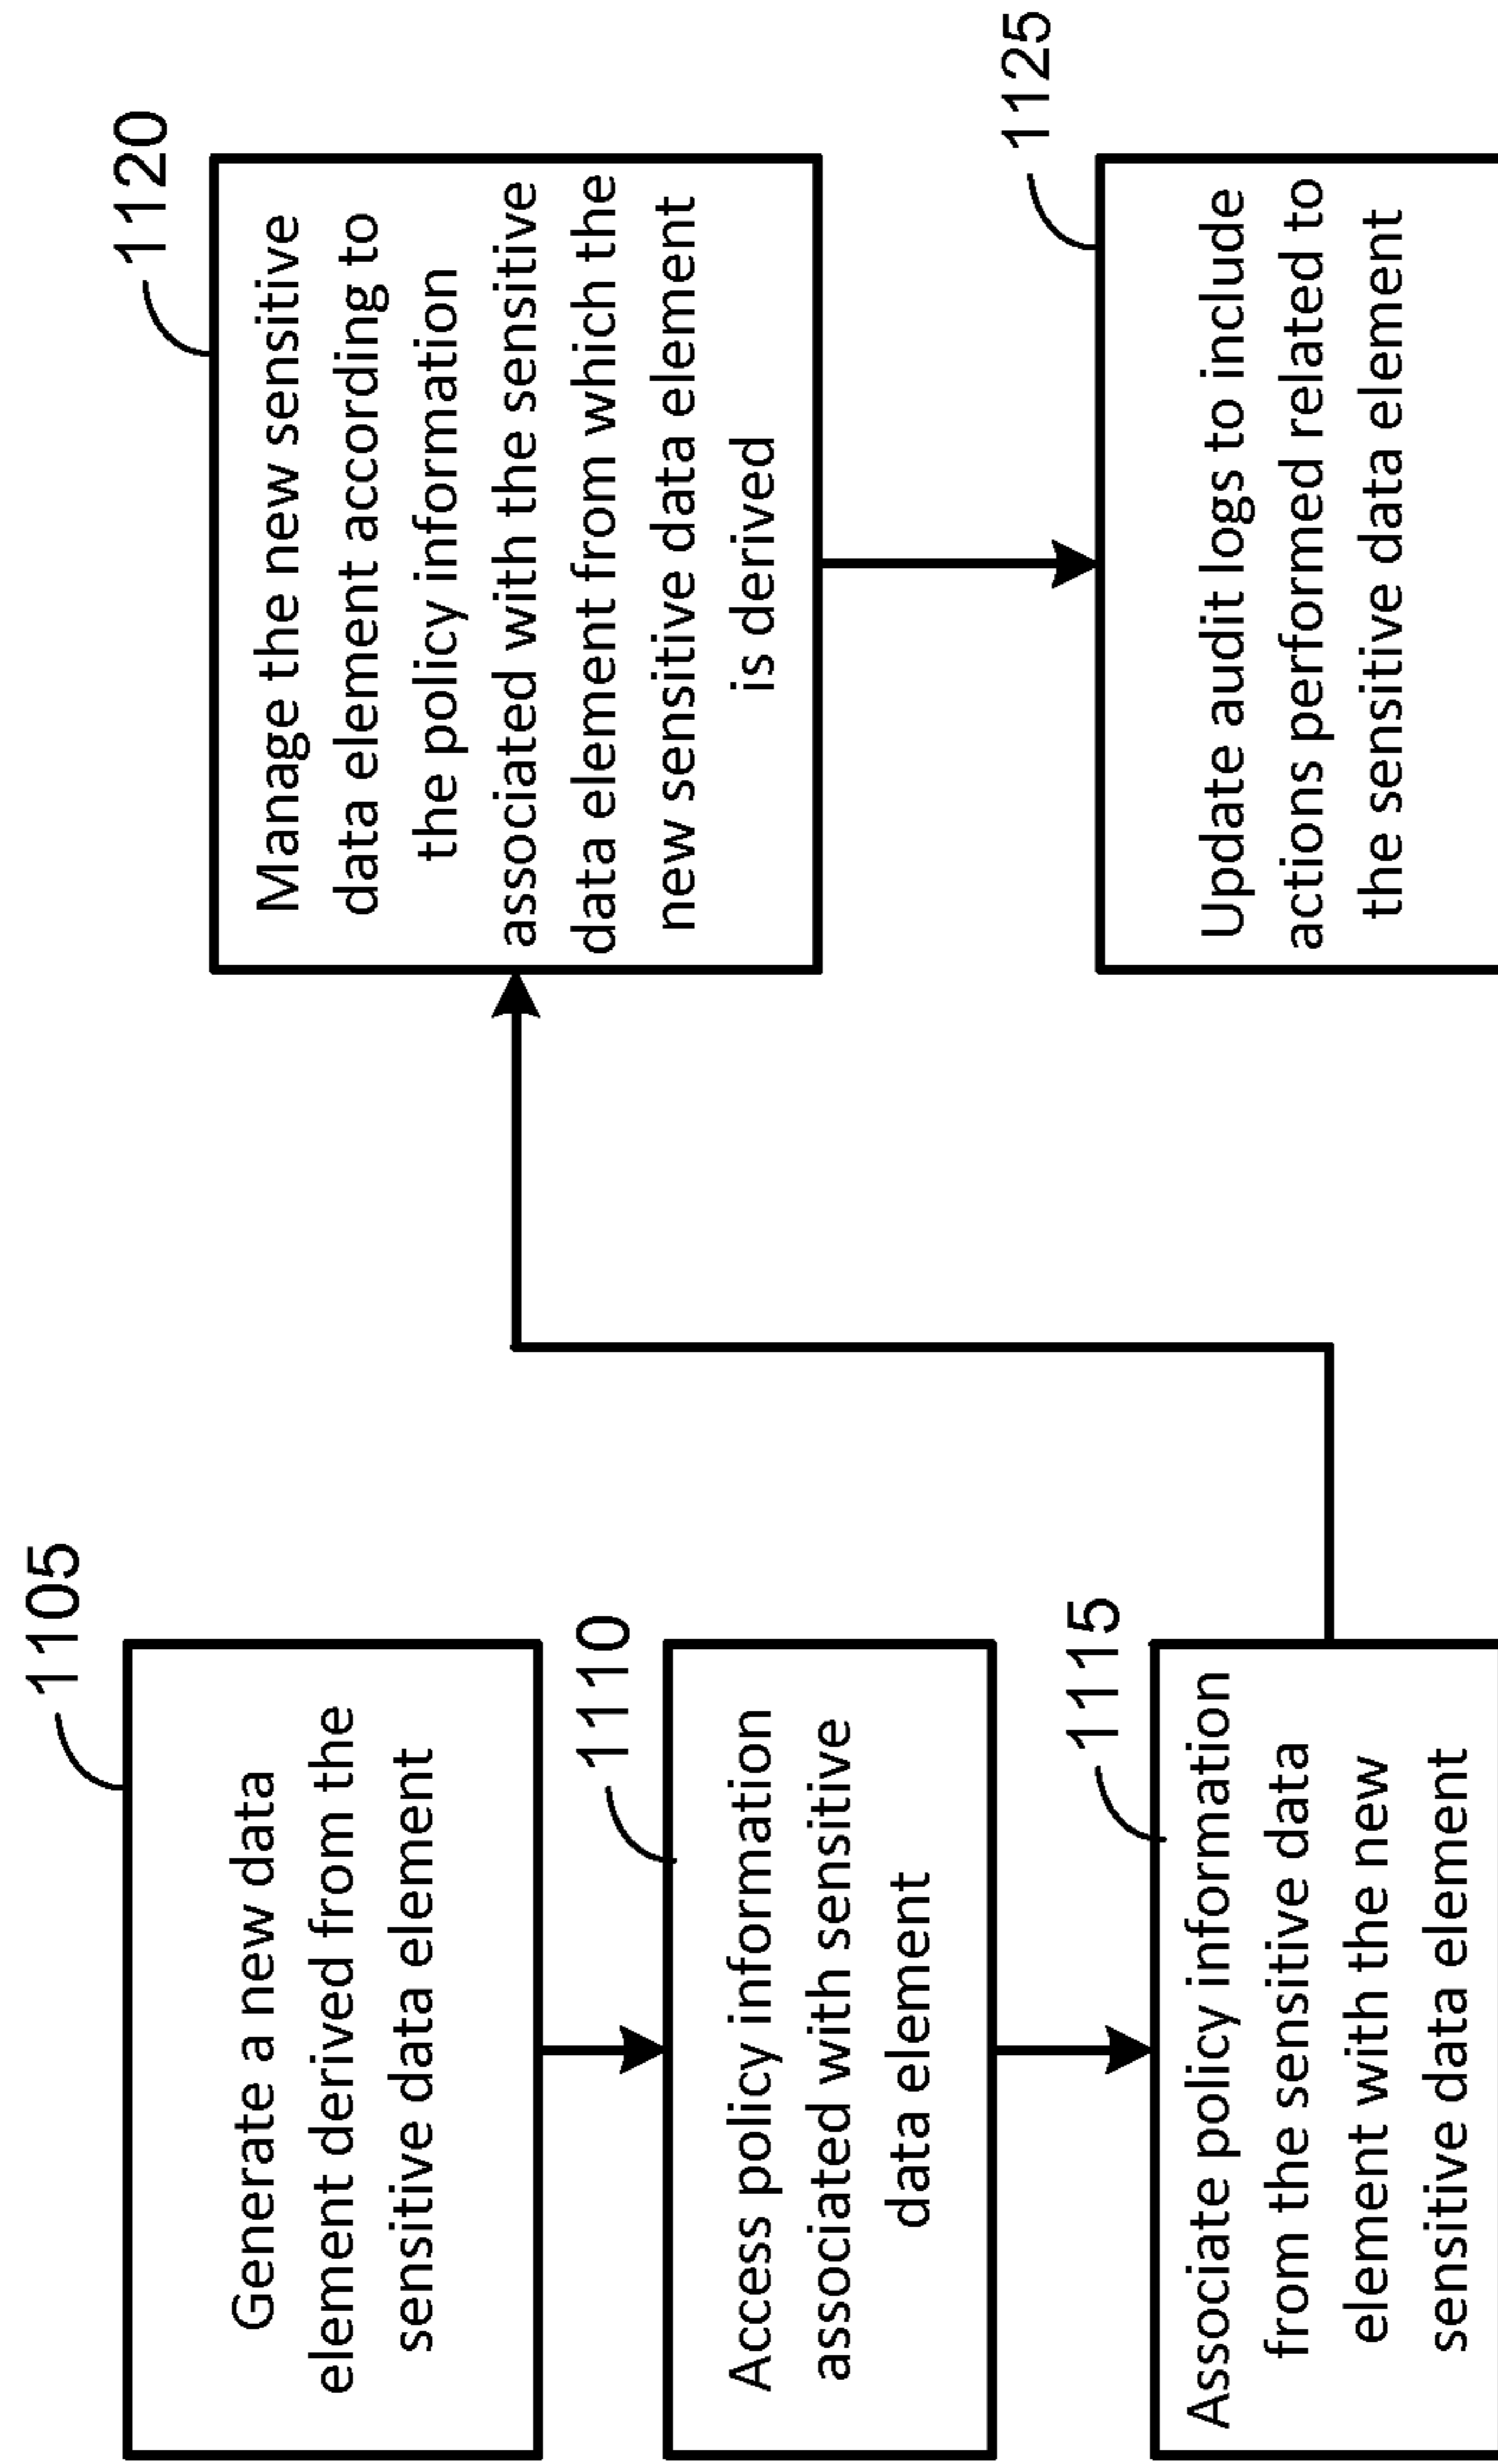 1105
Generate a new data
element derived from the
sensitive data element
1110
Access policy information
associated with sensitive
data element
1115
Associate policy information
from the sensitive data
element with the new
sensitive data element
1120
Manage the new sensitive
data element according to
the policy information
associated with the sensitive
data element from which the
new sensitive data element
is derived
1125
Update audit logs to include
actions performed related to
the sensitive data element